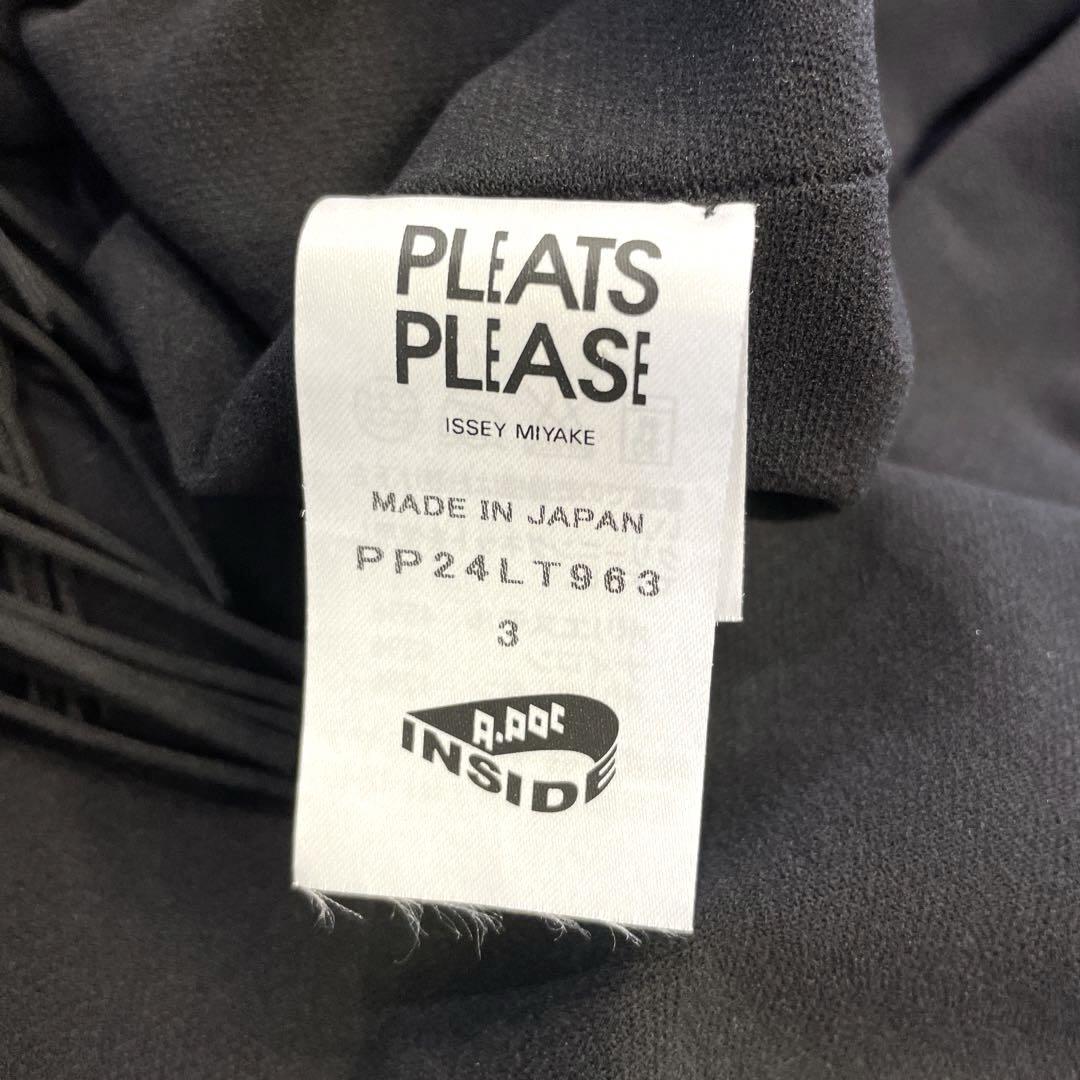 PLEATS
PLEASE
ISSEY MIYAKE
MADE IN JAPAN
PP24LT963
3
A.POC
INSIDE